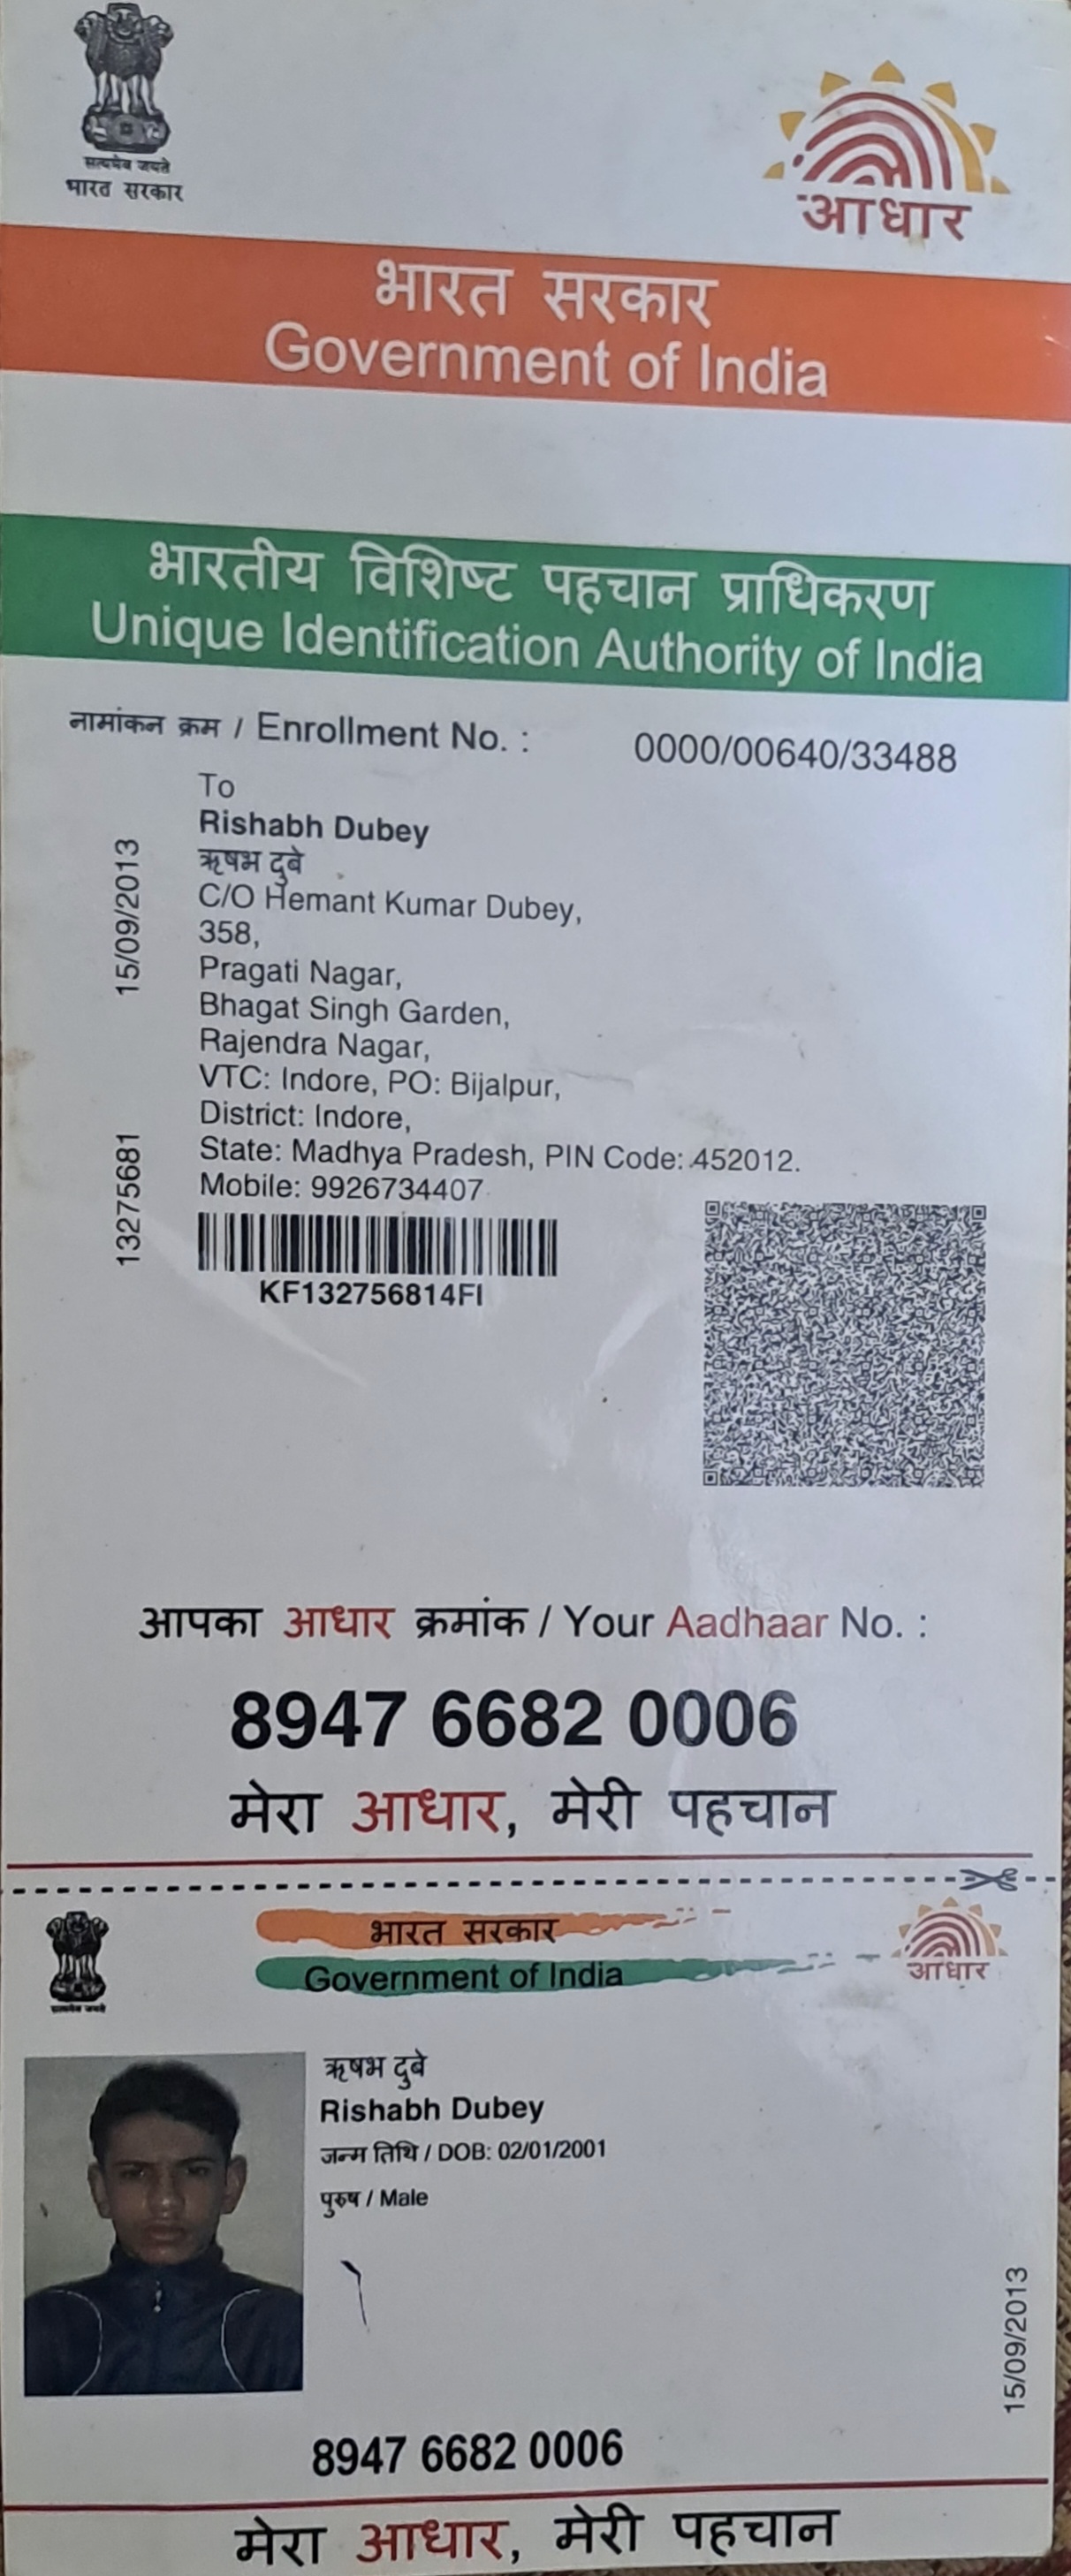 सत्यमेव जयते
भारत सरकार
आधार
भारत सरकार
Government of India
भारतीय विशिष्ट पहचान प्राधिकरण
Unique Identification Authority of India
नामांकन क्रम / Enrollment No. : 0000/00640/33488
To
Rishabh Dubey
ऋषभ दुबे
C/O Hemant Kumar Dubey,
358,
Pragati Nagar,
Bhagat Singh Garden,
Rajendra Nagar,
VTC: Indore, PO: Bijalpur,
District: Indore,
State: Madhya Pradesh, PIN Code: 452012.
Mobile: 9926734407
15/09/2013
13275681
KF132756814FI
आपका आधार क्रमांक / Your Aadhaar No. :
8947 6682 0006
मेरा आधार, मेरी पहचान
भारत सरकार
Government of India
सत्यमेव जयते
आधार
ऋषभ दुबे
Rishabh Dubey
जन्म तिथि / DOB: 02/01/2001
पुरुष / Male
15/09/2013
8947 6682 0006
मेरा आधार, मेरी पहचान